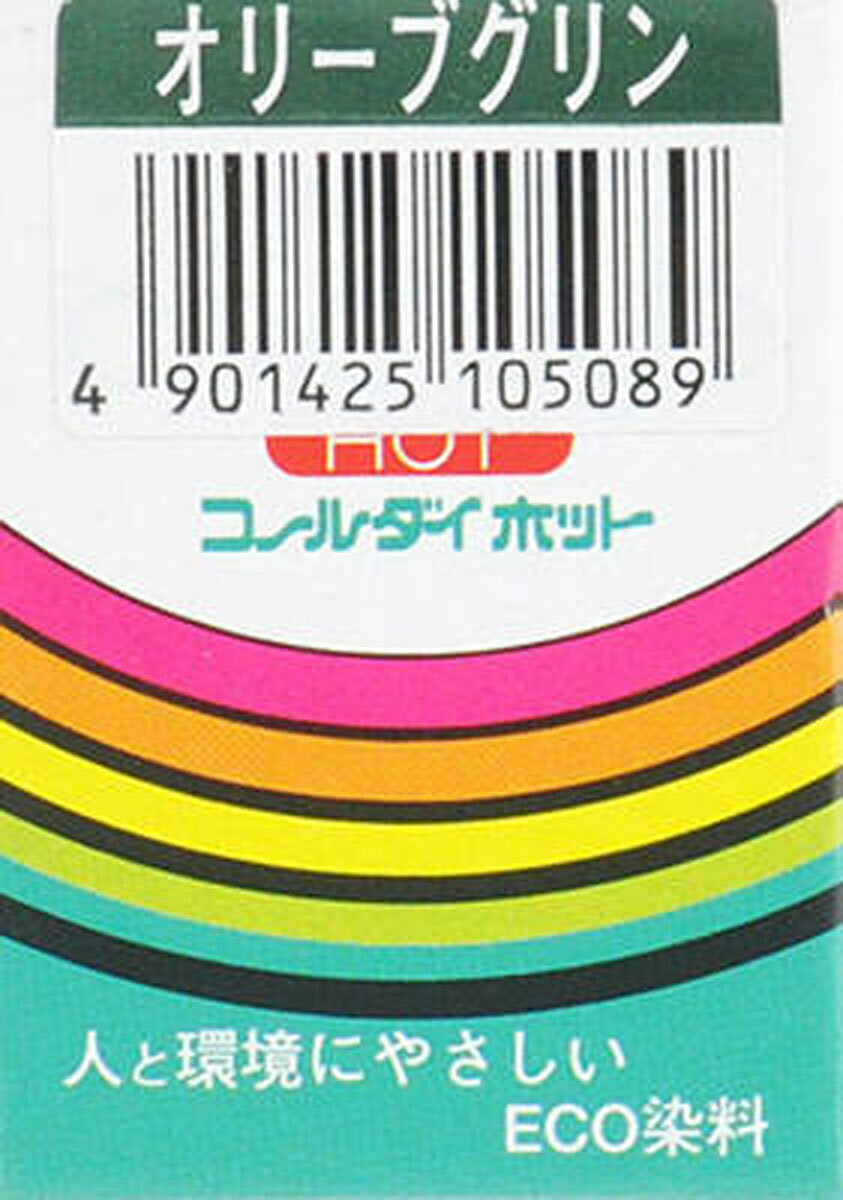 オリーブグリン
4 901425 105089
HOT
コールダイホット
人と環境にやさしい
ECO染料